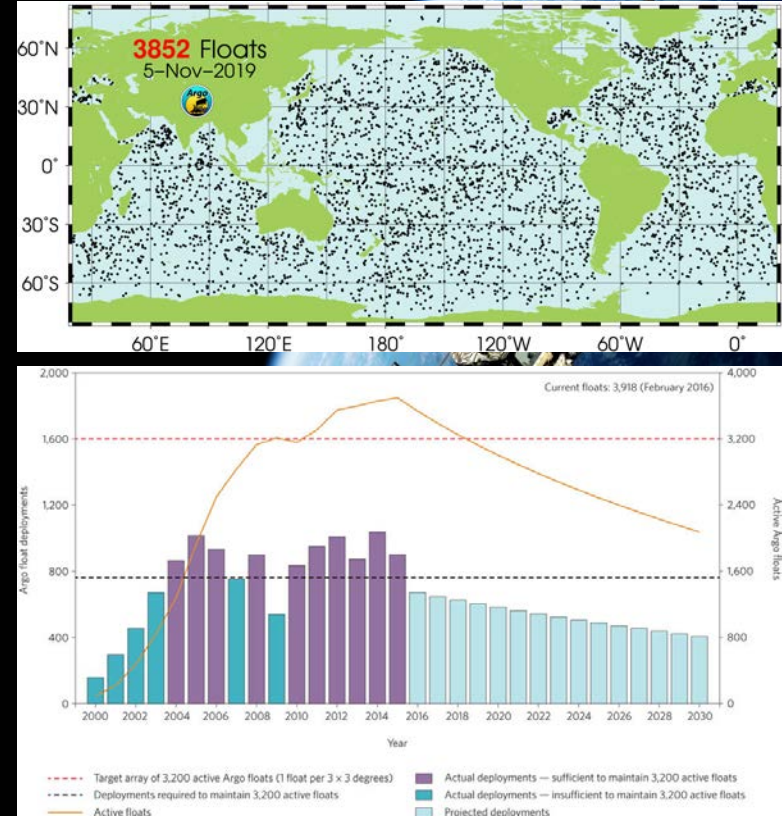 3852 Floats
5-Nov-2019
Argo
60°N
30°N
0°
30°S
60°S
60°E 120°E 180° 120°W 60°W 0°
Current floats: 3,918 (February 2016)
Argo float deployments
2,000
1,600
1,200
800
400
0
4,000
3,200
2,400
1,600
800
0
Active Argo floats
2000 2002 2004 2006 2008 2010 2012 2014 2016 2018 2020 2022 2024 2026 2028 2030
Year
Target array of 3,200 active Argo floats (1 float per 3 x 3 degrees)
Deployments required to maintain 3,200 active floats
Active floats
Actual deployments — sufficient to maintain 3,200 active floats
Actual deployments — insufficient to maintain 3,200 active floats
Projected deployments